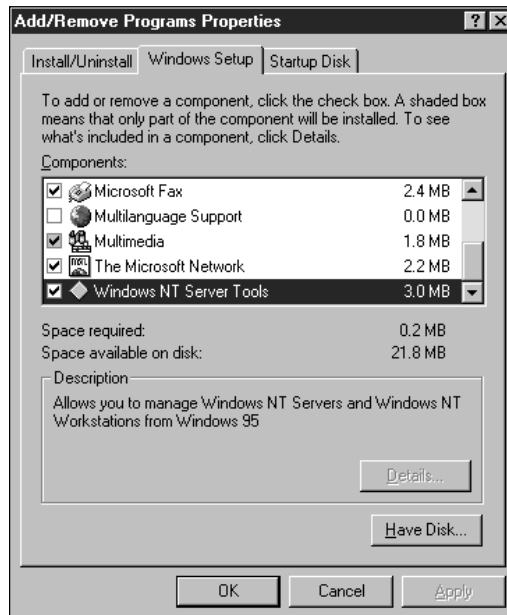 Add/Remove Programs Properties
Install/Uninstall Windows Setup Startup Disk
To add or remove a component, click the check box. A shaded box
means that only part of the component will be installed. To see
what's included in a component, click Details.
Components:
Microsoft Fax 2.4 MB
Multilanguage Support 0.0 MB
Multimedia 1.8 MB
The Microsoft Network 2.2 MB
Windows NT Server Tools 3.0 MB
Space required: 0.2 MB
Space available on disk: 21.8 MB
Description
Allows you to manage Windows NT Servers and Windows NT
Workstations from Windows 95
Details...
Have Disk...
OK Cancel Apply